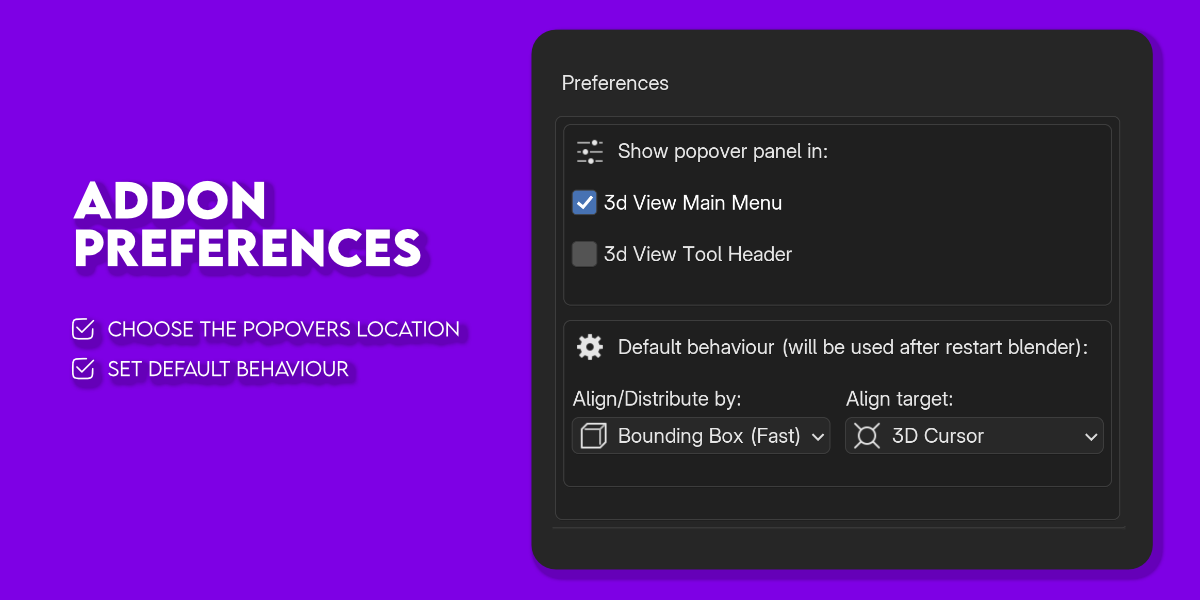 ADDON
PREFERENCES
CHOOSE THE POPOVERS LOCATION
SET DEFAULT BEHAVIOUR
Preferences
Show popover panel in:
3d View Main Menu
3d View Tool Header
Default behaviour (will be used after restart blender):
Align/Distribute by: Align target:
Bounding Box (Fast) 3D Cursor